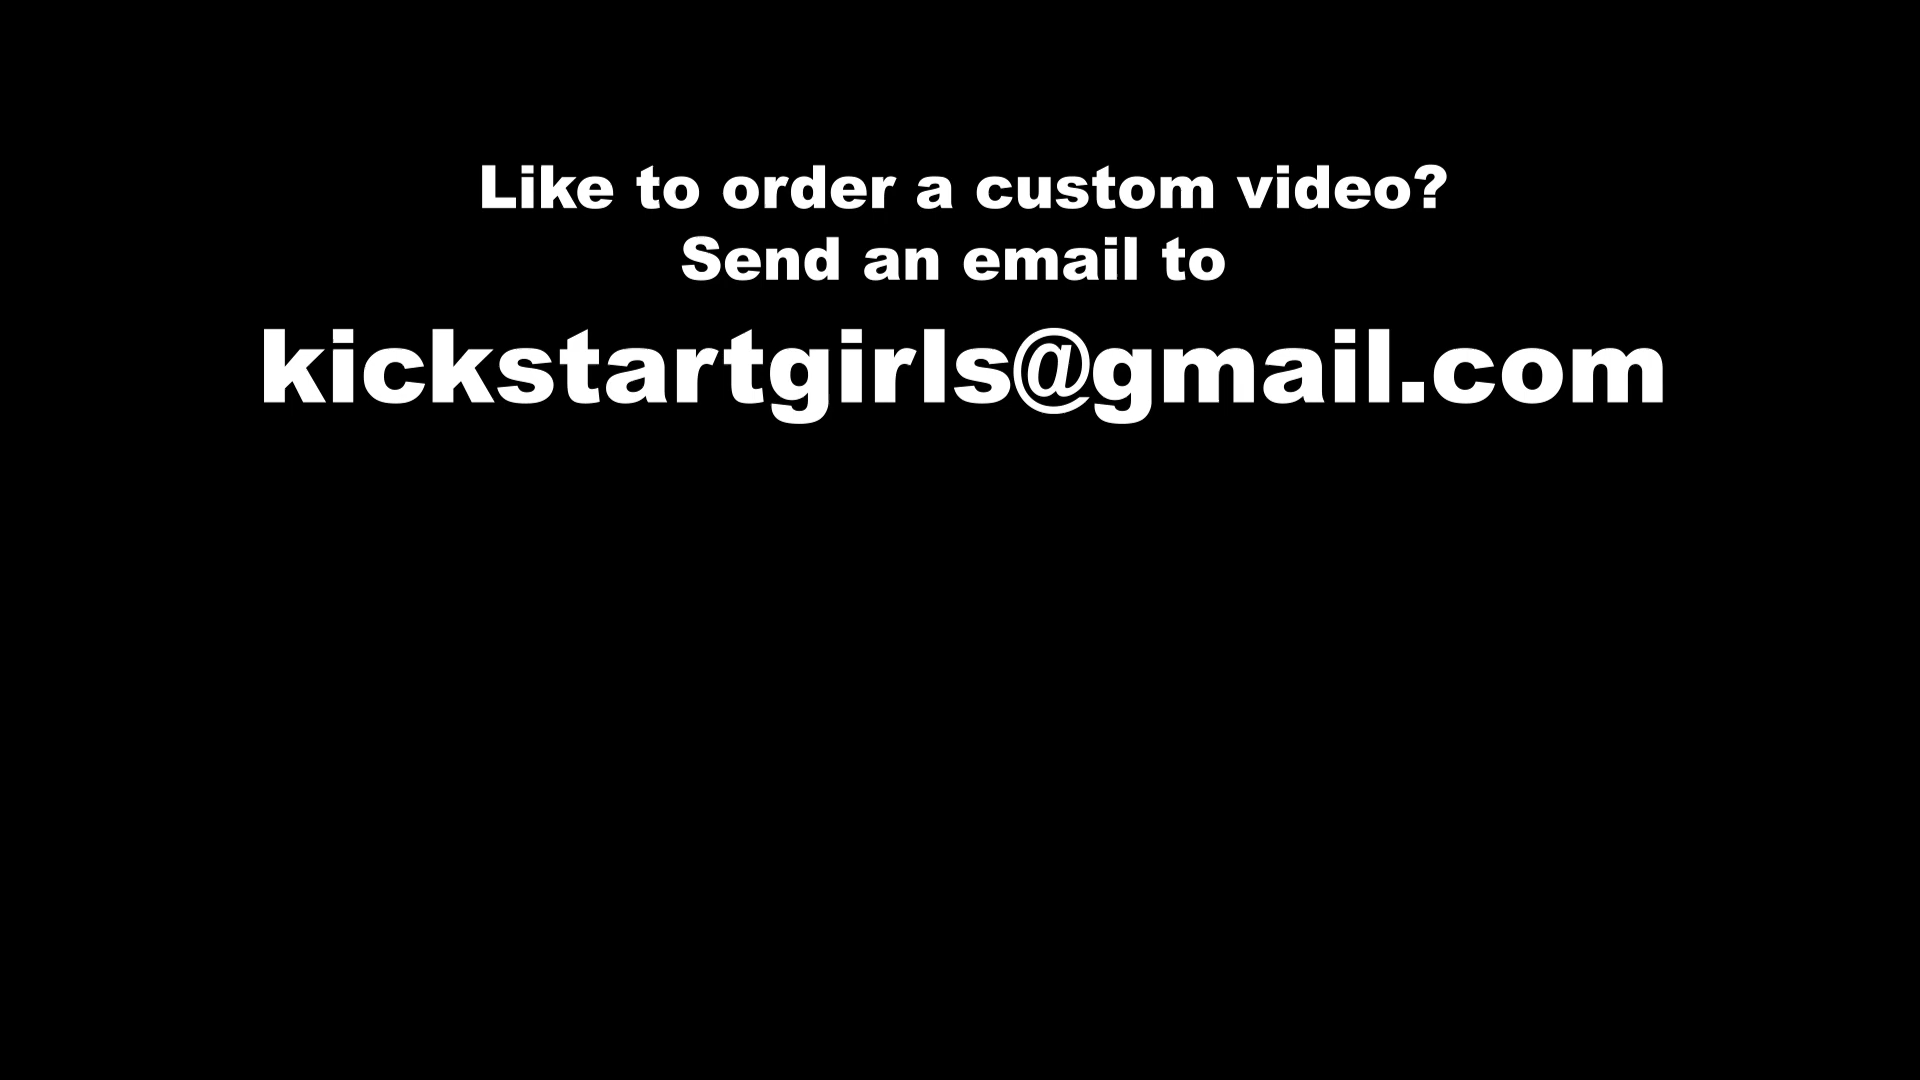 Like to order a custom video?
Send an email to
kickstartgirls@gmail.com